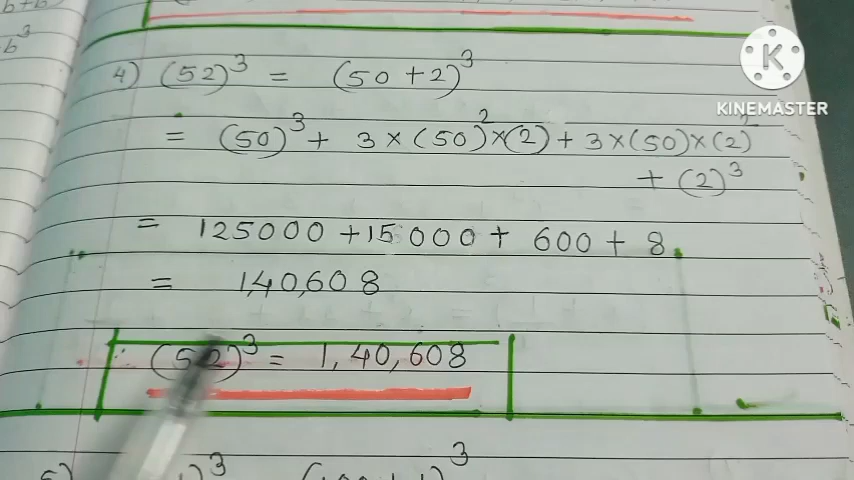 b + b
b³
4) (52)³ = (50 + 2)³
= (50)³ + 3 × (50)² × (2) + 3 × (50) × (2)²
+ (2)³
= 125000 + 15000 + 600 + 8
= 1,40,608
∴ (52)³ = 1,40,608
K
KINEMASTER